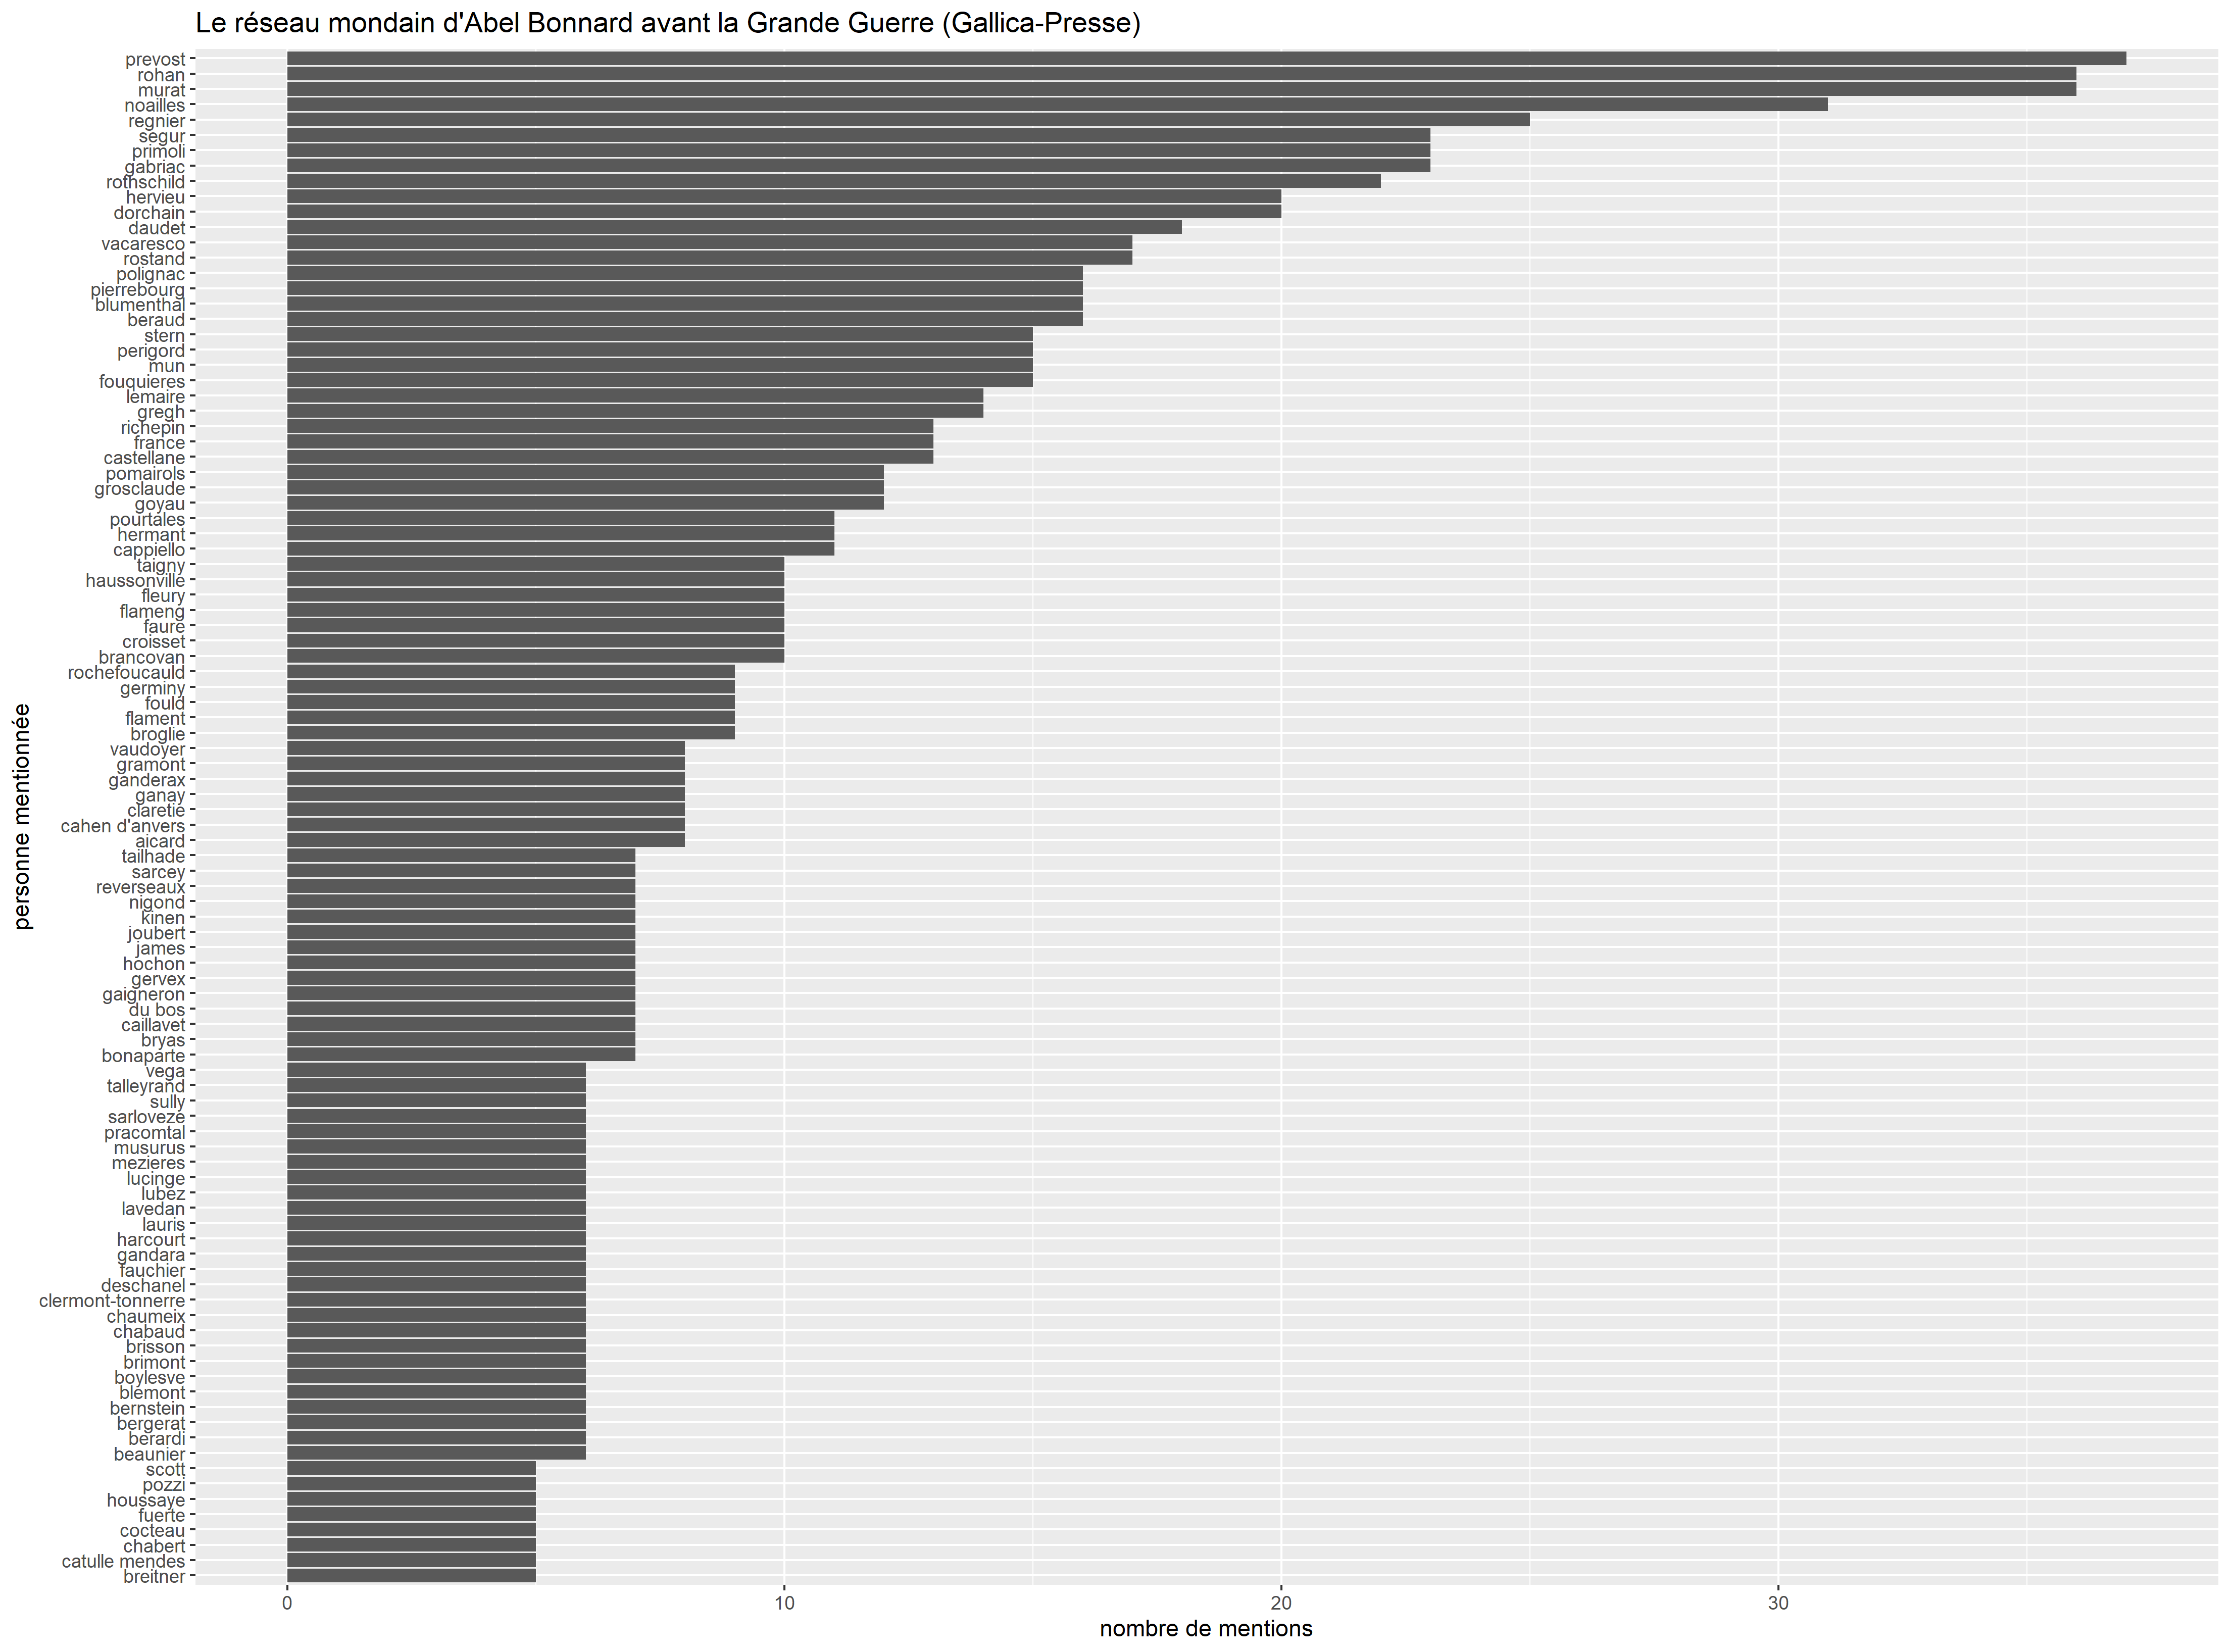 Le réseau mondain d'Abel Bonnard avant la Grande Guerre (Gallica-Presse)
personne mentionnée
prevost
rohan
murat
noailles
regnier
segur
primoli
gabriac
rothschild
hervieu
dorchain
daudet
vacaresco
rostand
polignac
pierrebourg
blumenthal
beraud
stern
perigord
mun
fouquieres
lemaire
gregh
richepin
france
castellane
pomairols
grosclaude
goyau
pourtales
hermant
cappiello
taigny
haussonville
fleury
flameng
faure
croisset
brancovan
rochefoucauld
germiny
fould
flament
broglie
vaudoyer
gramont
ganderax
ganay
claretie
cahen d'anvers
aicard
tailhade
sarcey
reverseaux
nigond
kinen
joubert
james
hochon
gervex
gaigneron
du bos
caillavet
bryas
bonaparte
vega
talleyrand
sully
sarloveze
pracomtal
musurus
mezieres
lucinge
lubez
lavedan
lauris
harcourt
gandara
fauchier
deschanel
clermont-tonnerre
chaumeix
chabaud
brisson
brimont
boylesve
blemont
bernstein
bergerat
berardi
beaunier
scott
pozzi
houssaye
fuerte
cocteau
chabert
catulle mendes
breitner
0 10 20 30
nombre de mentions